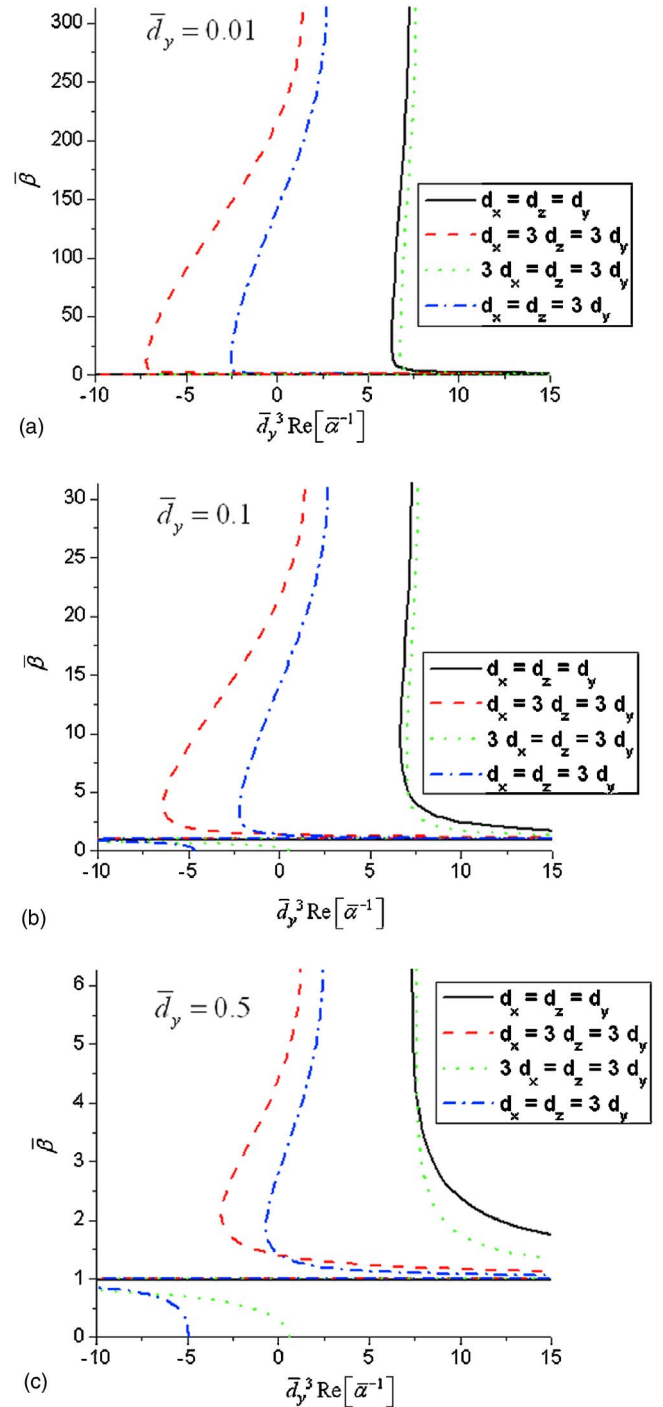 300
250
200
150
100
50
0
β̅
d̅y = 0.01
dx = dz = dy
dx = 3 dz = 3 dy
3 dx = dz = 3 dy
dx = dz = 3 dy
-10 -5 0 5 10 15
(a)
d̅y³ Re[α̅⁻¹]
30
25
20
15
10
5
0
β̅
d̅y = 0.1
dx = dz = dy
dx = 3 dz = 3 dy
3 dx = dz = 3 dy
dx = dz = 3 dy
-10 -5 0 5 10 15
(b)
d̅y³ Re[α̅⁻¹]
6
5
4
3
2
1
0
β̅
d̅y = 0.5
dx = dz = dy
dx = 3 dz = 3 dy
3 dx = dz = 3 dy
dx = dz = 3 dy
-10 -5 0 5 10 15
(c)
d̅y³ Re[α̅⁻¹]